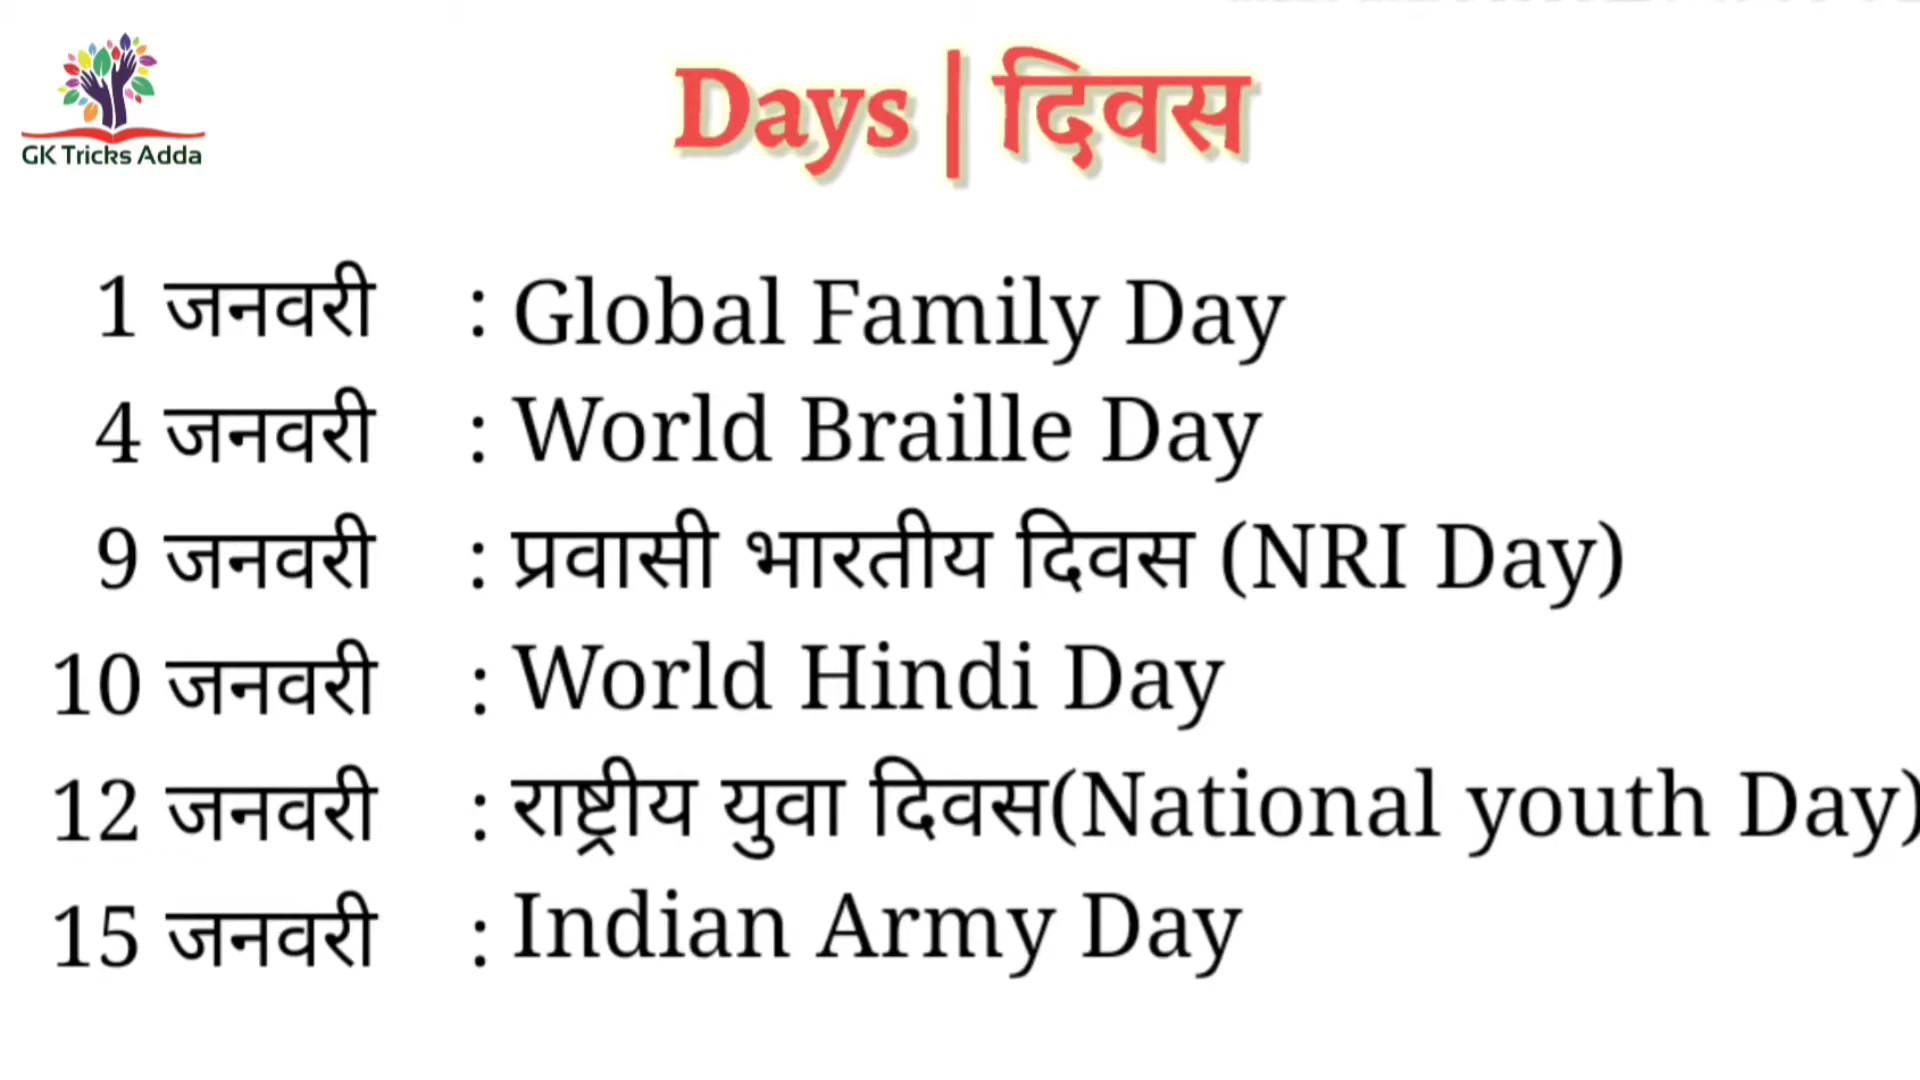 GK Tricks Adda
Days | दिवस
1 जनवरी : Global Family Day
4 जनवरी : World Braille Day
9 जनवरी : प्रवासी भारतीय दिवस (NRI Day)
10 जनवरी : World Hindi Day
12 जनवरी : राष्ट्रीय युवा दिवस(National youth Day)
15 जनवरी : Indian Army Day